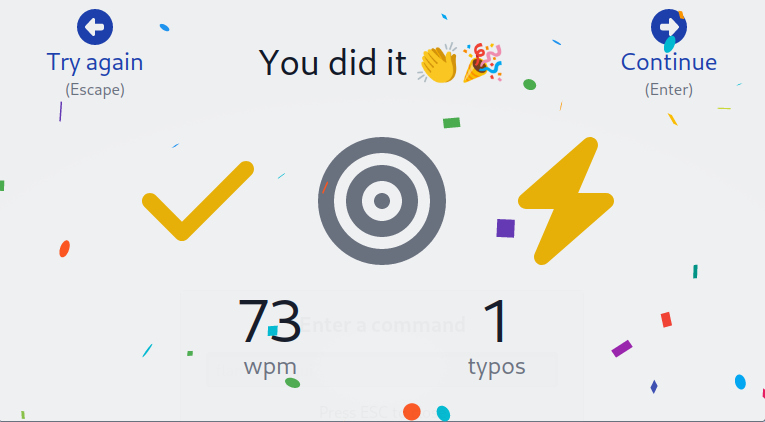 You did it 👏🎉
Try again
(Escape)
Continue
(Enter)
73
wpm
1
typos
Enter a command
Press ESC